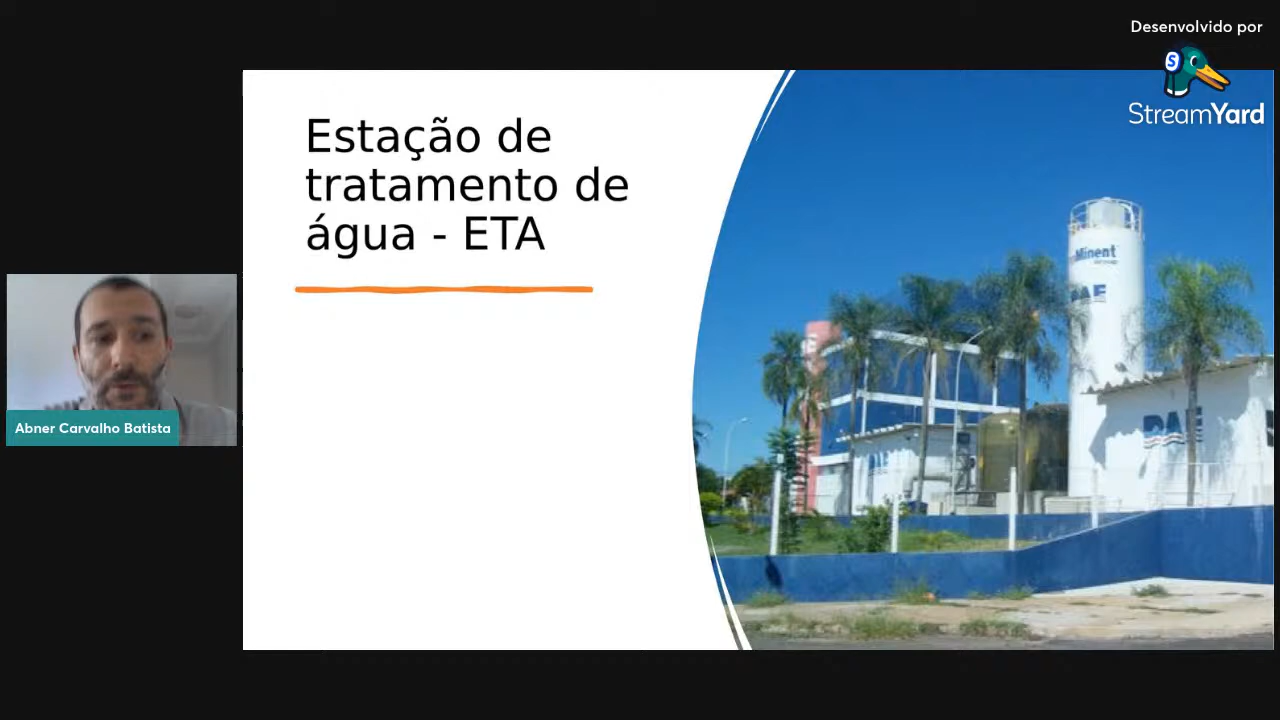 Desenvolvido por
StreamYard
Estação de
tratamento de
água - ETA
Minent
DAE
DAE
Abner Carvalho Batista